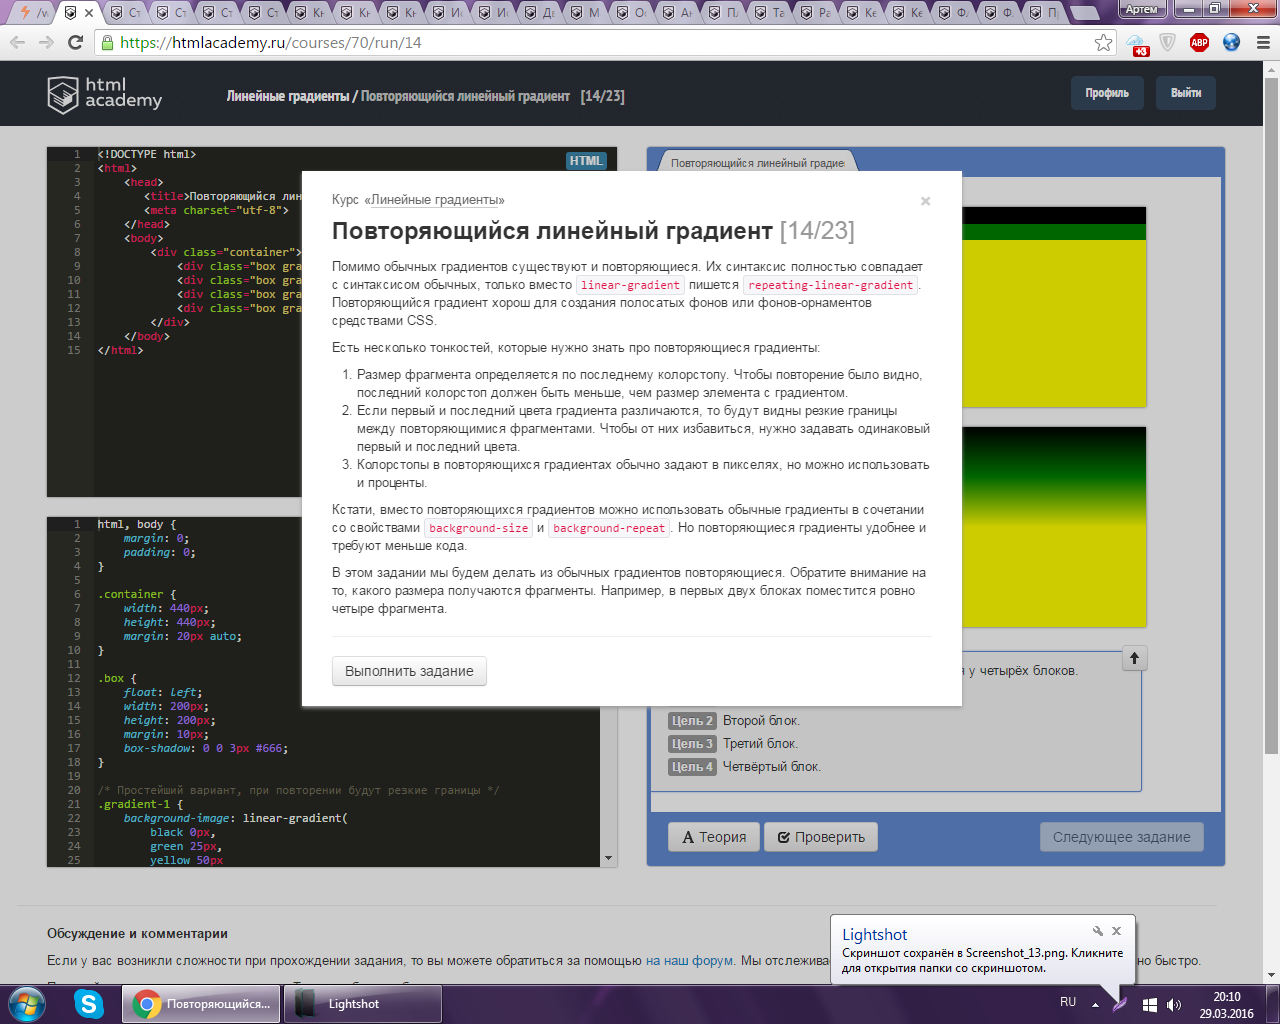 Артем
https://htmlacademy.ru/courses/70/run/14
+3
ABP
html
academy
Линейные градиенты / Повторяющийся линейный градиент [14/23]
Профиль
Выйти
HTML
1 <!DOCTYPE html>
2 <html>
3 <head>
4 <title>Повторяющийся лин
5 <meta charset="utf-8">
6 </head>
7 <body>
8 <div class="container">
9 <div class="box gra
10 <div class="box gra
11 <div class="box gra
12 <div class="box gra
13 </div>
14 </body>
15 </html>
Повторяющийся линейный градие
Курс «Линейные градиенты»
Повторяющийся линейный градиент [14/23]
Помимо обычных градиентов существуют и повторяющиеся. Их синтаксис полностью совпадает
с синтаксисом обычных, только вместо linear-gradient пишется repeating-linear-gradient.
Повторяющийся градиент хорош для создания полосатых фонов или фонов-орнаментов
средствами CSS.
Есть несколько тонкостей, которые нужно знать про повторяющиеся градиенты:
1. Размер фрагмента определяется по последнему колорстопу. Чтобы повторение было видно,
последний колорстоп должен быть меньше, чем размер элемента с градиентом.
2. Если первый и последний цвета градиента различаются, то будут видны резкие границы
между повторяющимися фрагментами. Чтобы от них избавиться, нужно задавать одинаковый
первый и последний цвета.
3. Колорстопы в повторяющихся градиентах обычно задают в пикселях, но можно использовать
и проценты.
Кстати, вместо повторяющихся градиентов можно использовать обычные градиенты в сочетании
со свойствами background-size и background-repeat. Но повторяющиеся градиенты удобнее и
требуют меньше кода.
В этом задании мы будем делать из обычных градиентов повторяющиеся. Обратите внимание на
то, какого размера получаются фрагменты. Например, в первых двух блоках поместится ровно
четыре фрагмента.
Выполнить задание
1 html, body {
2 margin: 0;
3 padding: 0;
4 }
5
6 .container {
7 width: 440px;
8 height: 440px;
9 margin: 20px auto;
10 }
11
12 .box {
13 float: left;
14 width: 200px;
15 height: 200px;
16 margin: 10px;
17 box-shadow: 0 0 3px #666;
18 }
19
20 /* Простейший вариант, при повторении будут резкие границы */
21 .gradient-1 {
22 background-image: linear-gradient(
23 black 0px,
24 green 25px,
25 yellow 50px
я у четырёх блоков.
Цель 2 Второй блок.
Цель 3 Третий блок.
Цель 4 Четвёртый блок.
Теория
Проверить
Следующее задание
Обсуждение и комментарии
Если у вас возникли сложности при прохождении задания, то вы можете обратиться за помощью на наш форум. Мы отслежива
но быстро.
Lightshot
Скриншот сохранён в Screenshot_13.png. Кликните
для открытия папки со скриншотом.
Повторяющийся...
Lightshot
RU
20:10
29.03.2016